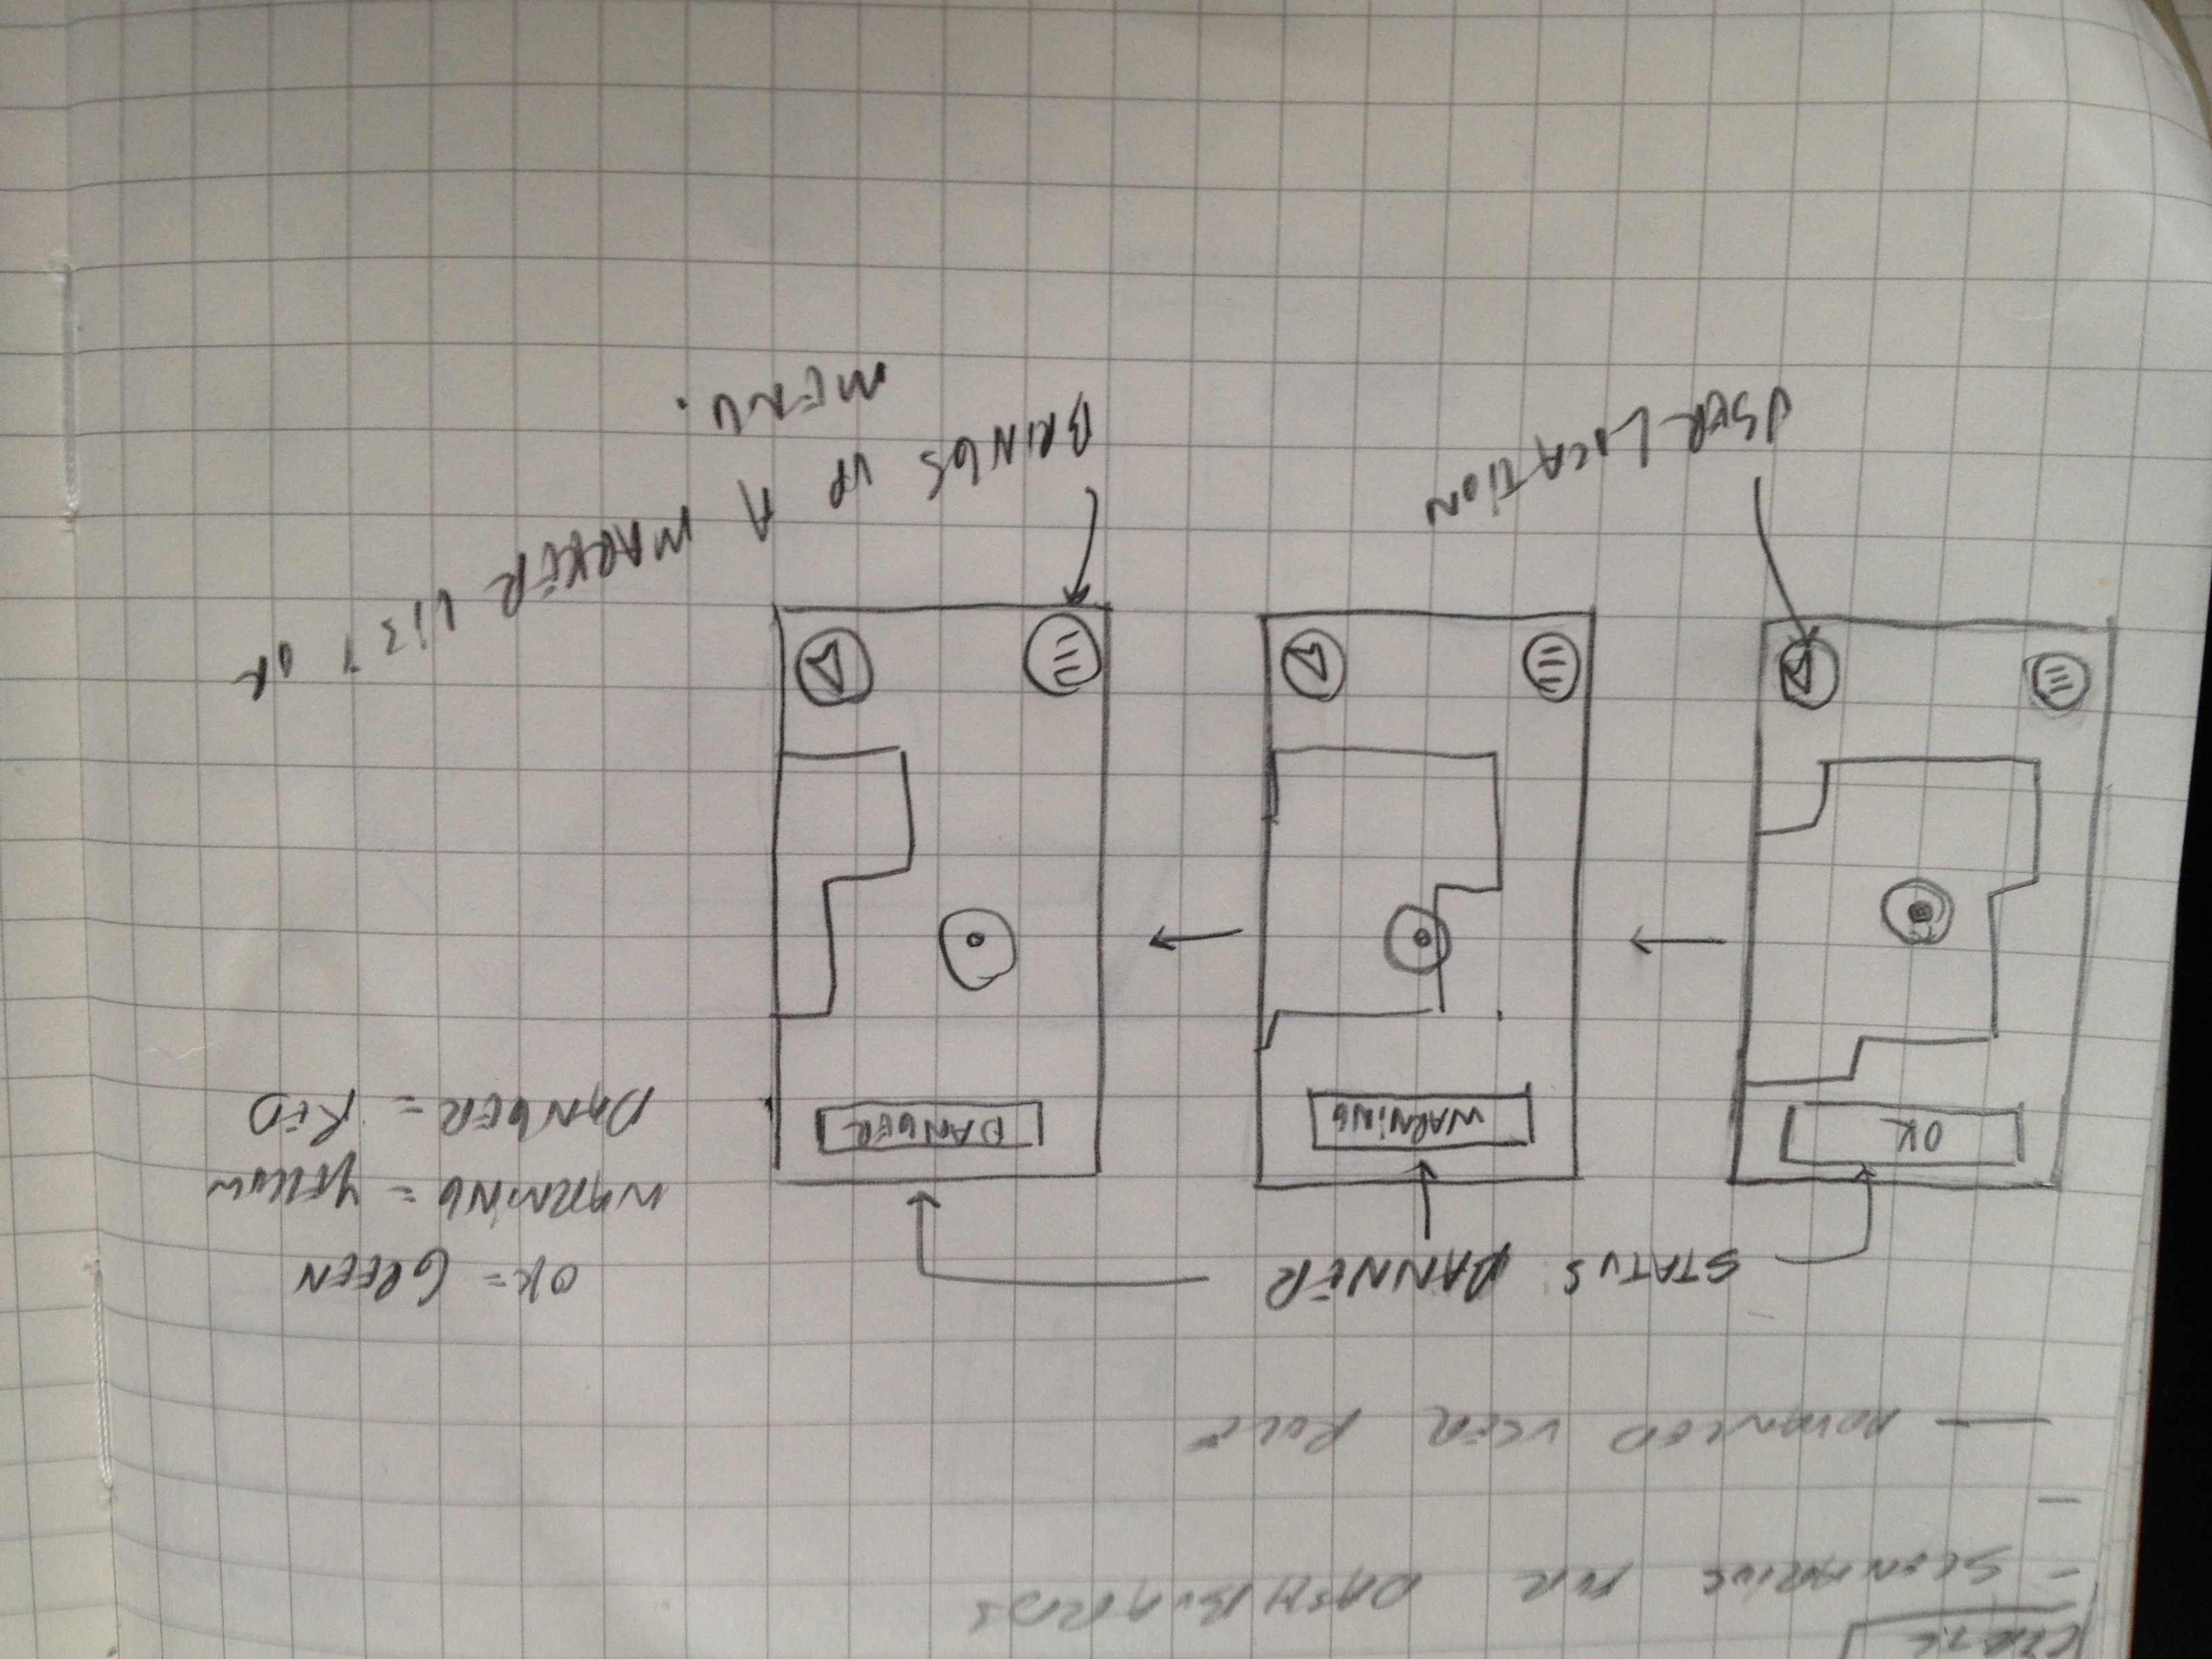 - SCENARIOS FOR DASHBOARDS
—
— ADVANCED USER ROLE
STATUS BANNER
OK = GREEN
WARNING = YELLOW
DANGER = RED
OK
WARNING
DANGER
USER LOCATION
BRINGS UP A MARKER LIST OR
MENU.